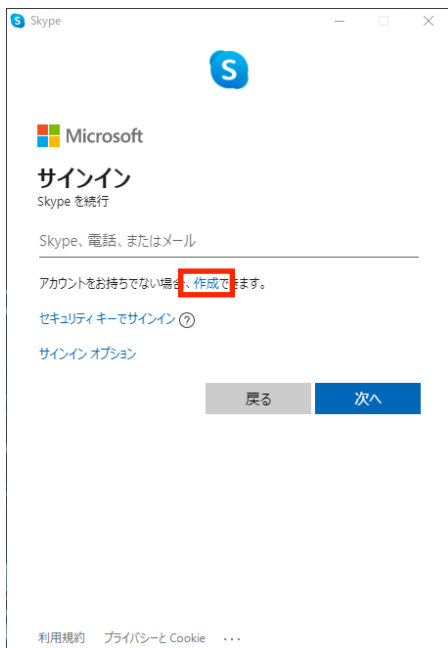 Skype
Microsoft
サインイン
Skype を続行
Skype、電話、またはメール
アカウントをお持ちでない場合、作成できます。
セキュリティ キーでサインイン ?
サインイン オプション
戻る 次へ
利用規約 プライバシーと Cookie ...